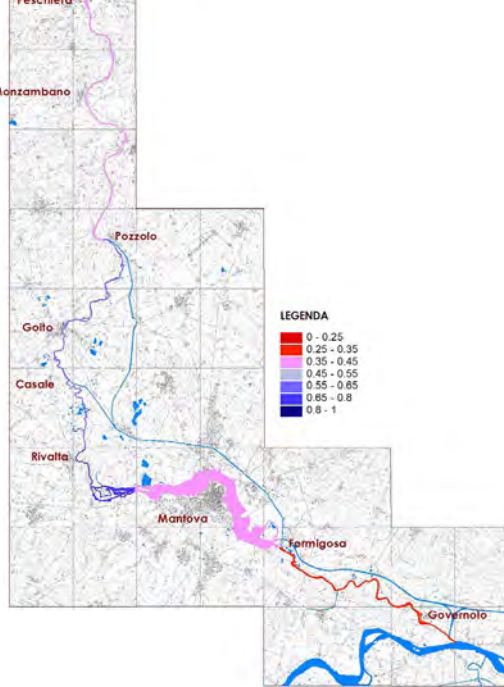 Peschiera
Monzambano
Pozzolo
Goito
Casale
Rivalta
Mantova
Formigosa
Governolo
LEGENDA
0 - 0.25
0.25 - 0.35
0.35 - 0.45
0.45 - 0.55
0.55 - 0.65
0.65 - 0.8
0.8 - 1